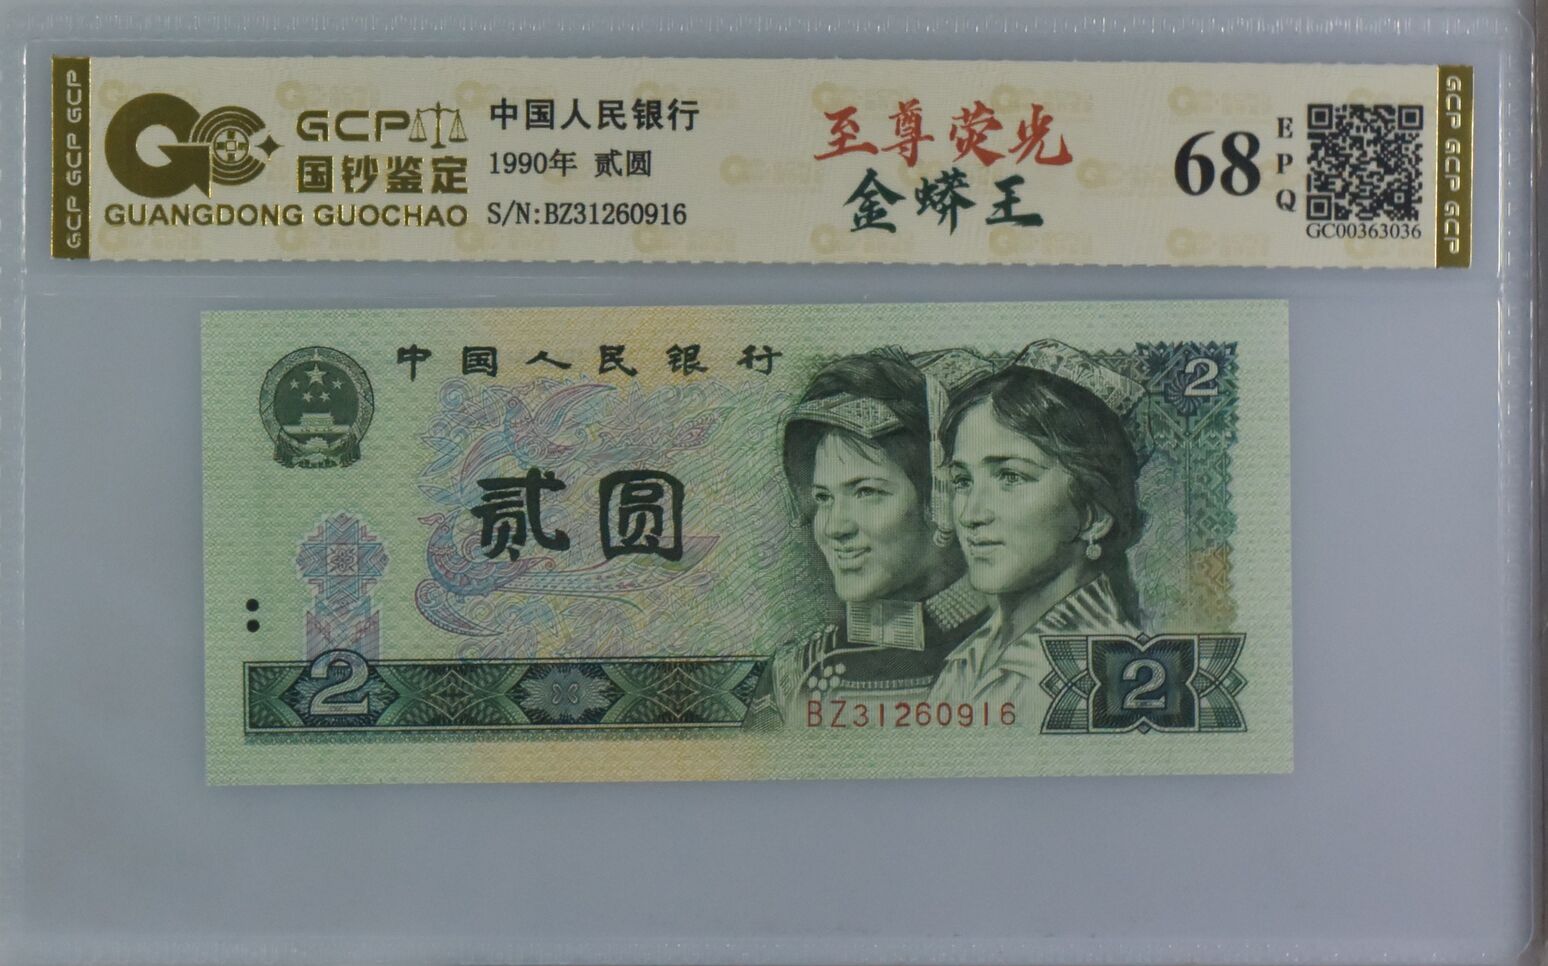 GCP GCP GCP
GCP
国钞鉴定
GUANGDONG GUOCHAO
中国人民银行
1990年 贰圆
S/N:BZ31260916
至尊荧光
金蟒王
68
EPQ
GC00363036
GCP GCP GCP
中国人民银行
2
贰圆
2
2
BZ31260916